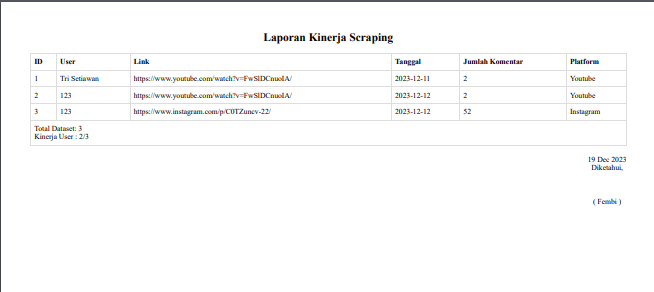 Laporan Kinerja Scraping
ID User Link Tanggal Jumlah Komentar Platform
1 Tri Setiawan https://www.youtube.com/watch?v=FwSlDCnuoIA/ 2023-12-11 2 Youtube
2 123 https://www.youtube.com/watch?v=FwSlDCnuoIA/ 2023-12-12 2 Youtube
3 123 https://www.instagram.com/p/C0TZuncv-22/ 2023-12-12 52 Instagram
Total Dataset: 3
Kinerja User : 2/3
19 Dec 2023
Diketahui,
( Fembi )